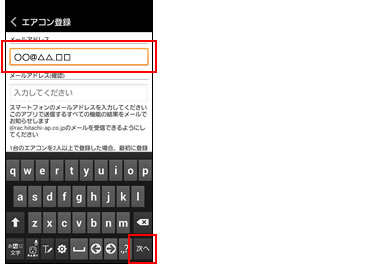 エアコン登録
メールアドレス
○○@△△.□□
メールアドレス(確認)
入力してください
スマートフォンのメールアドレスを入力してください
このアプリで送信するすべての機能の結果をメールで
お知らせします
@rac.hitachi-ap.co.jpのメールを受信できるようにし
てください
1台のエアコンを2人以上で登録した場合、最初に登録
q w e r t y u i o p
a s d f g h j k l
z x c v b n m
文字 次へ